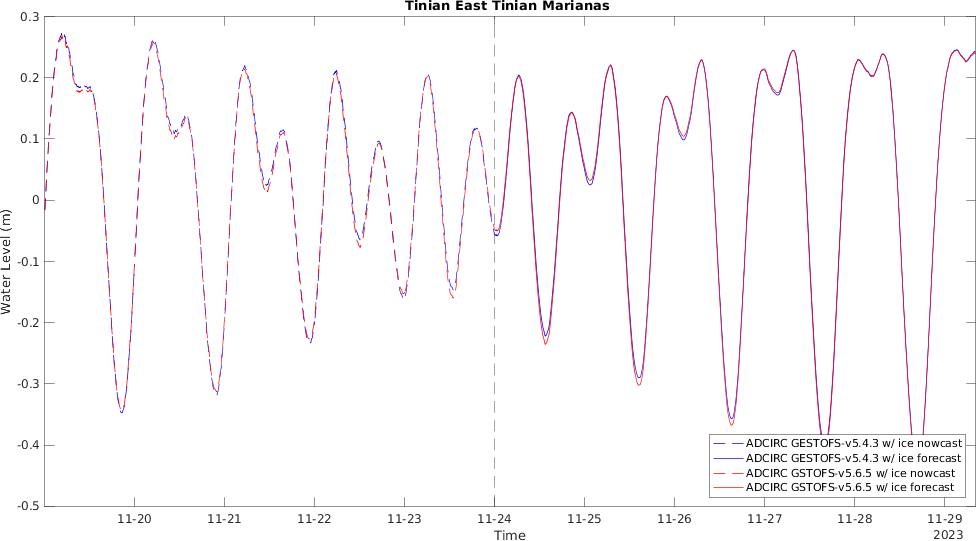 Tinian East Tinian Marianas
0.3
0.2
0.1
0
-0.1
-0.2
-0.3
-0.4
-0.5
Water Level (m)
ADCIRC GESTOFS-v5.4.3 w/ ice nowcast
ADCIRC GESTOFS-v5.4.3 w/ ice forecast
ADCIRC GSTOFS-v5.6.5 w/ ice nowcast
ADCIRC GSTOFS-v5.6.5 w/ ice forecast
11-20 11-21 11-22 11-23 11-24 11-25 11-26 11-27 11-28 11-29
Time 2023